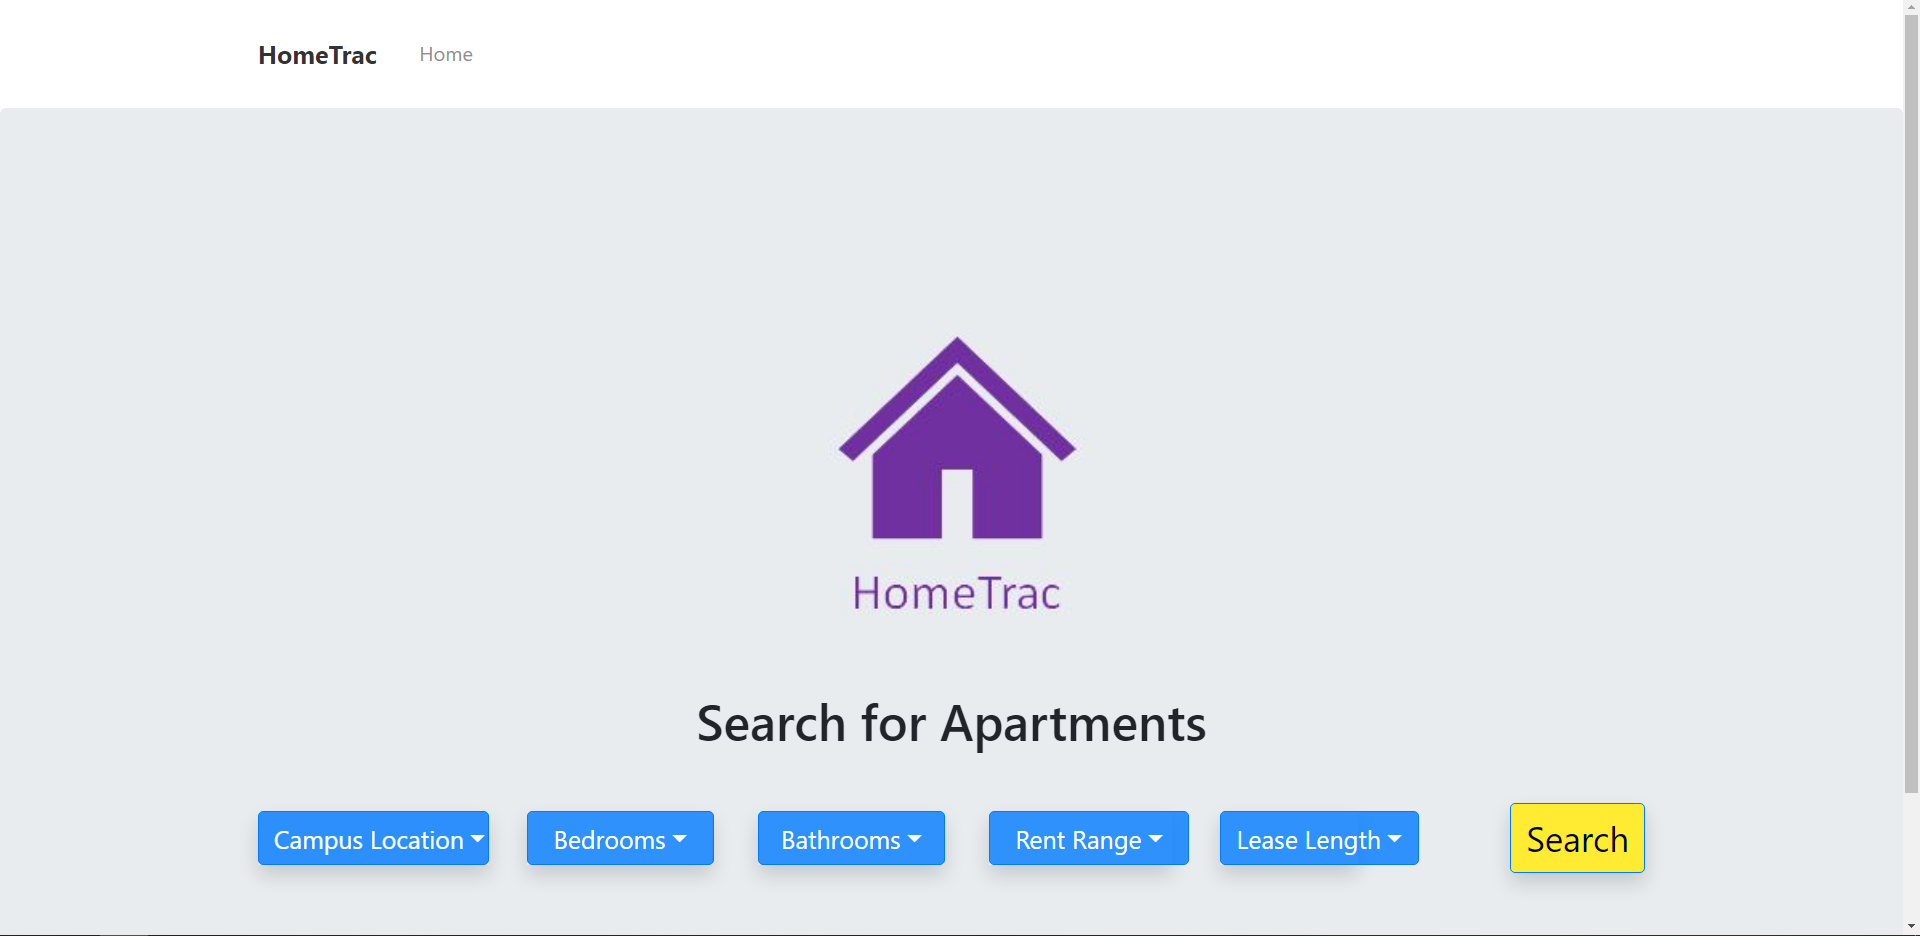 HomeTrac Home
HomeTrac
Search for Apartments
Campus Location Bedrooms Bathrooms Rent Range Lease Length Search